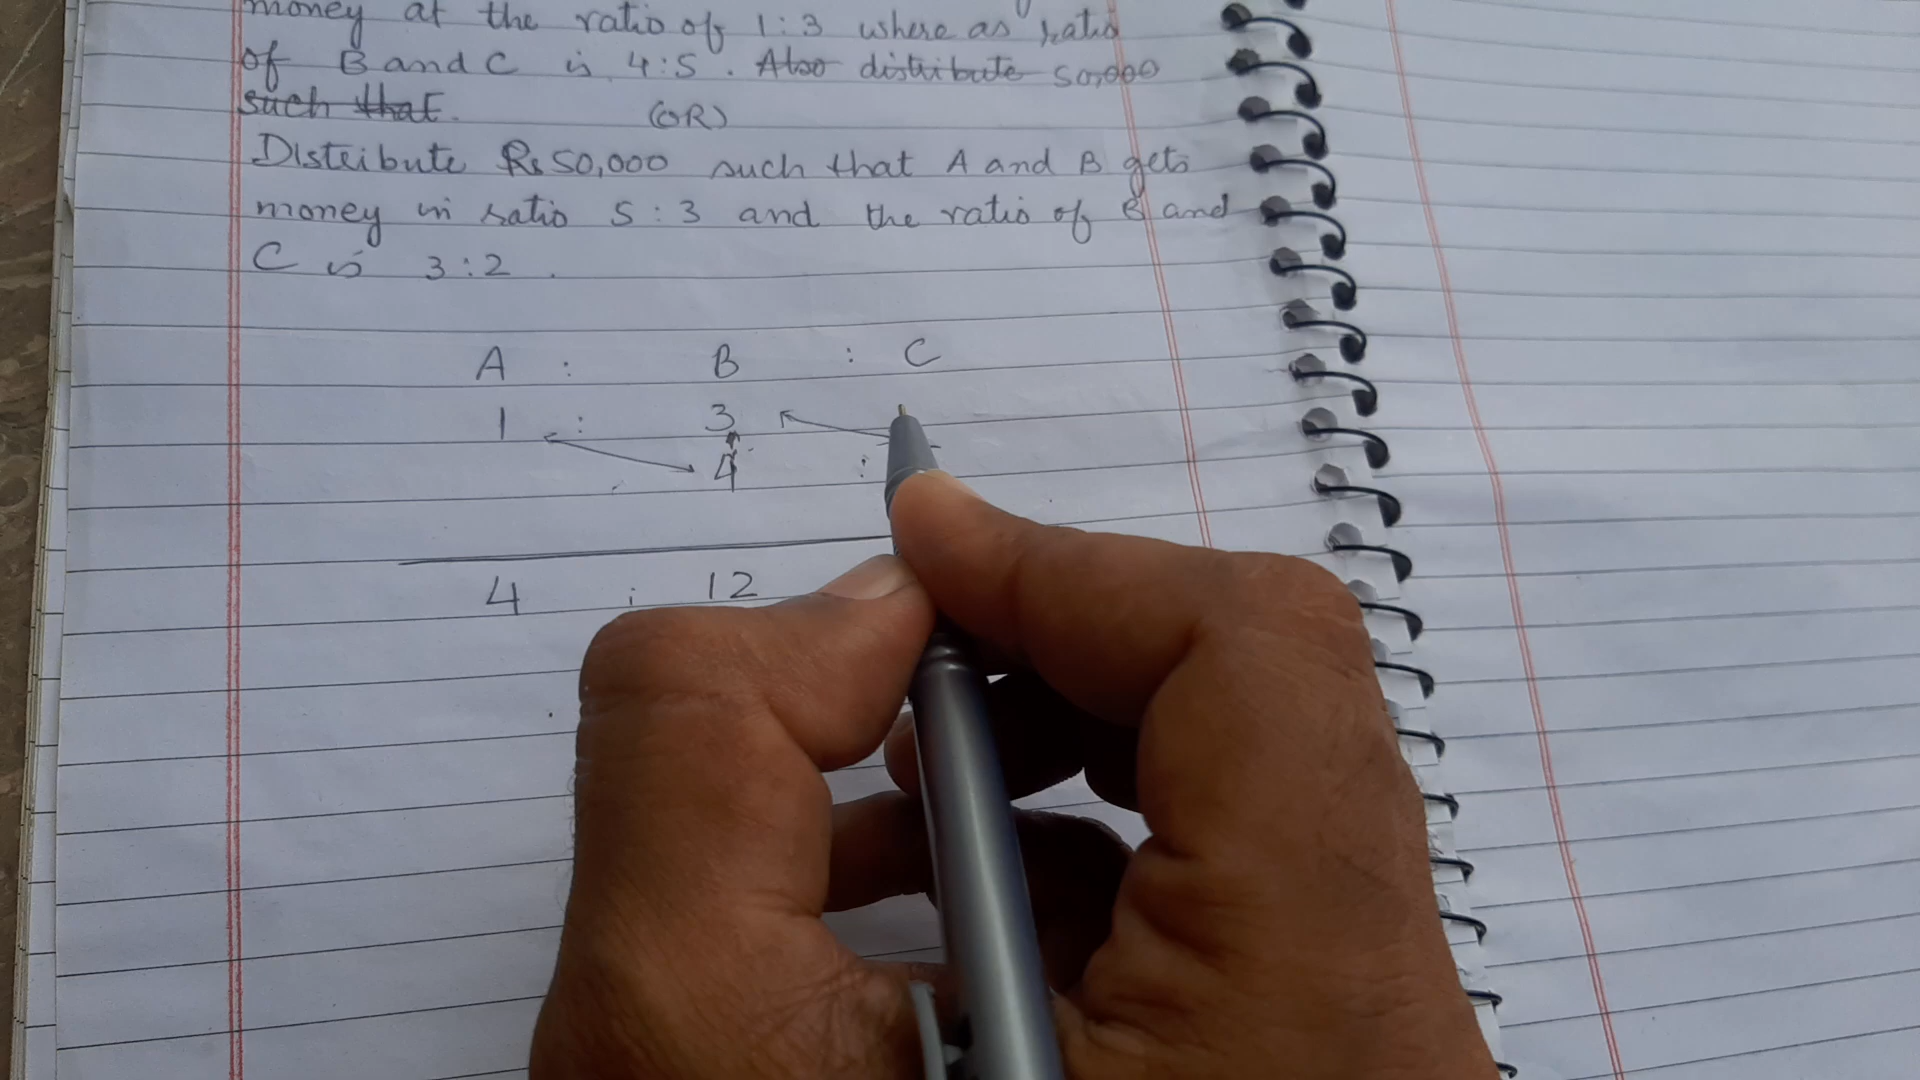 money at the ratio of 1:3 where as ratio
of B and C is 4:5. Also distribute 50,000
such that.
(OR)
Distribute Rs 50,000 such that A and B gets
money in ratio 5:3 and the ratio of B and
C is 3:2.
A : B : C
1 : 3
4 :
4 : 12